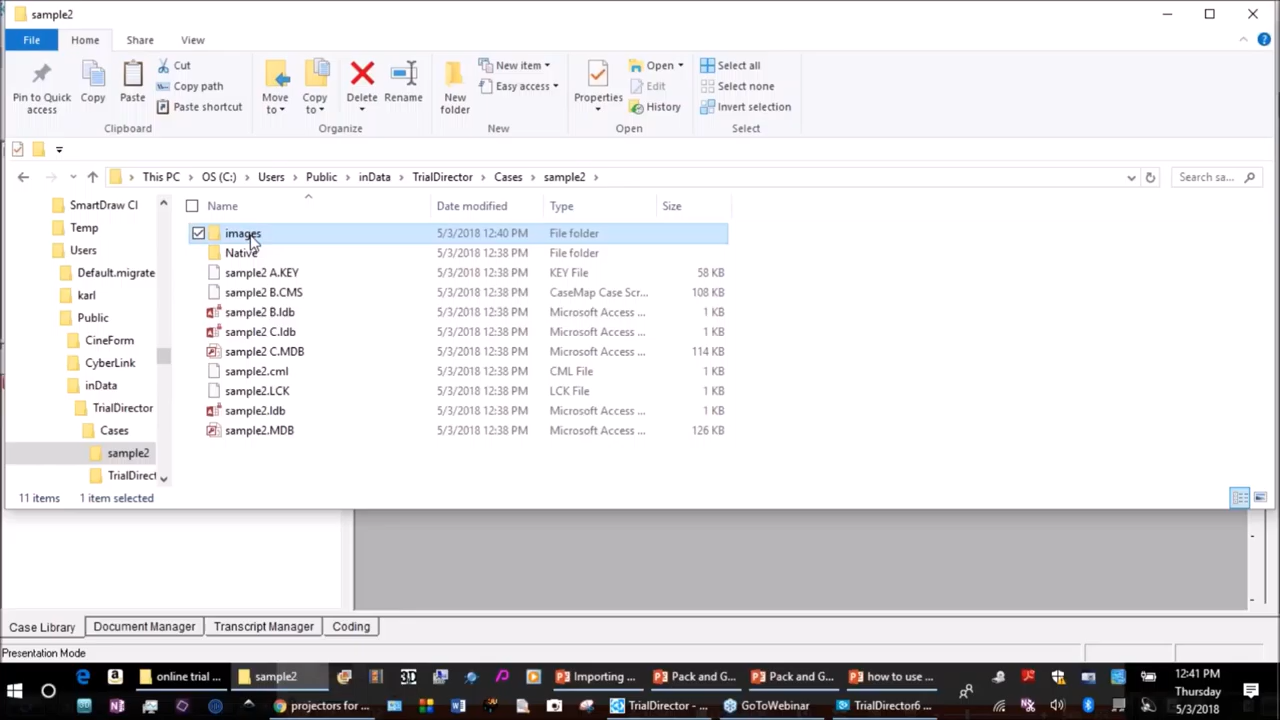 sample2
File Home Share View
Pin to Quick access
Copy
Paste
Cut
Copy path
Paste shortcut
Clipboard
Move to
Copy to
Delete
Rename
Organize
New folder
New item
Easy access
New
Properties
Open
Edit
History
Open
Select all
Select none
Invert selection
Select
This PC OS (C:) Users Public inData TrialDirector Cases sample2
Search sa...
SmartDraw CI
Temp
Users
Default.migrate
karl
Public
CineForm
CyberLink
inData
TrialDirector
Cases
sample2
TrialDirect
Name Date modified Type Size
images 5/3/2018 12:40 PM File folder
Native 5/3/2018 12:38 PM File folder
sample2 A.KEY 5/3/2018 12:38 PM KEY File 58 KB
sample2 B.CMS 5/3/2018 12:38 PM CaseMap Case Scr... 108 KB
sample2 B.ldb 5/3/2018 12:38 PM Microsoft Access ... 1 KB
sample2 C.ldb 5/3/2018 12:38 PM Microsoft Access ... 1 KB
sample2 C.MDB 5/3/2018 12:38 PM Microsoft Access ... 114 KB
sample2.cml 5/3/2018 12:38 PM CML File 1 KB
sample2.LCK 5/3/2018 12:38 PM LCK File 1 KB
sample2.ldb 5/3/2018 12:38 PM Microsoft Access ... 1 KB
sample2.MDB 5/3/2018 12:38 PM Microsoft Access ... 126 KB
11 items 1 item selected
Case Library Document Manager Transcript Manager Coding
Presentation Mode
online trial ... sample2 3D Importing ... Pack and G... Pack and G... how to use ...
projectors for ... TrialDirector - ... GoToWebinar TrialDirector6 ...
12:41 PM
Thursday
5/3/2018